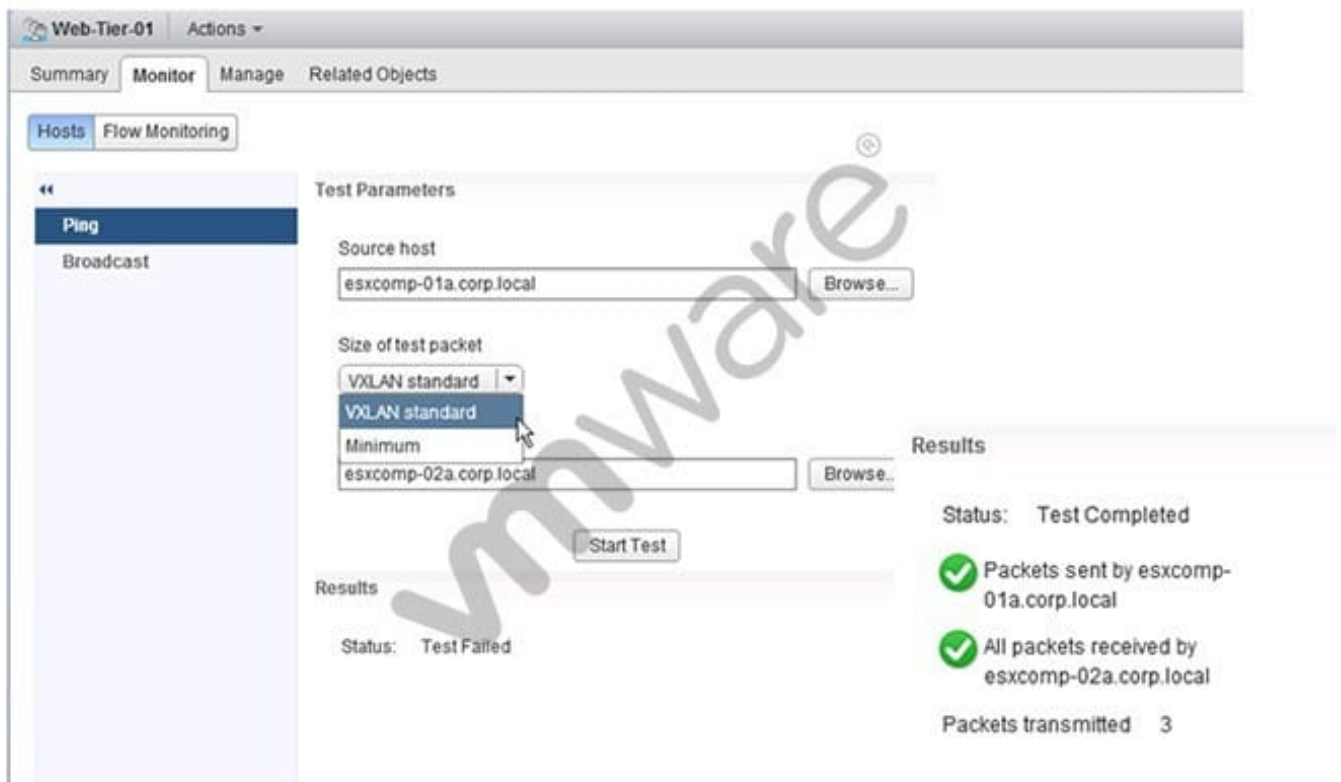 Web-Tier-01 Actions
Summary Monitor Manage Related Objects
Hosts Flow Monitoring
Ping
Broadcast
Test Parameters
Source host
esxcomp-01a.corp.local Browse...
Size of test packet
VXLAN standard
VXLAN standard
Minimum
esxcomp-02a.corp.local Browse..
Start Test
Results
Status: Test Failed
Results
Status: Test Completed
Packets sent by esxcomp-
01a.corp.local
All packets received by
esxcomp-02a.corp.local
Packets transmitted 3
vmware®